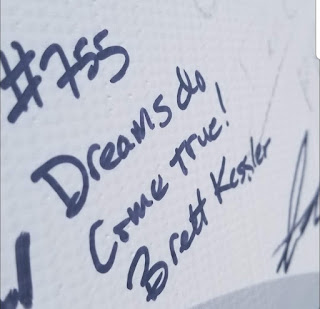 #755
Dreams do
Come true!
Brett Kessler